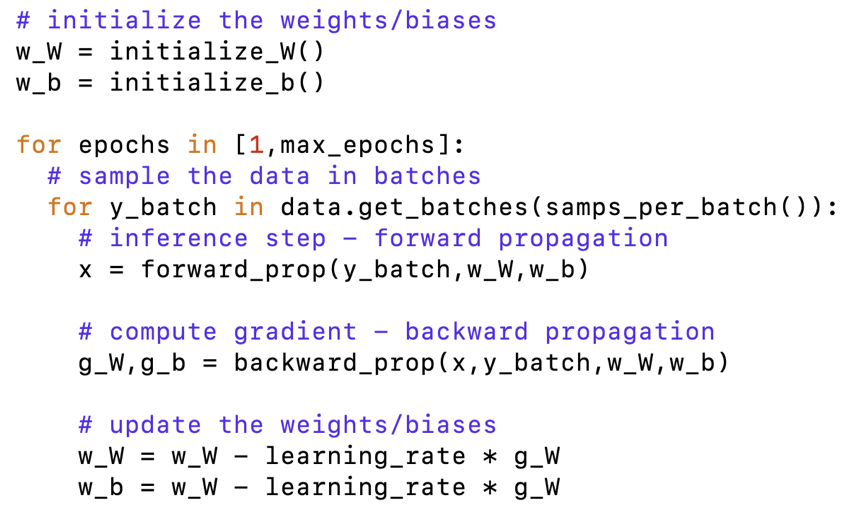 # initialize the weights/biases
w_W = initialize_W()
w_b = initialize_b()
for epochs in [1,max_epochs]:
# sample the data in batches
for y_batch in data.get_batches(samps_per_batch()):
# inference step – forward propagation
x = forward_prop(y_batch,w_W,w_b)
# compute gradient – backward propagation
g_W,g_b = backward_prop(x,y_batch,w_W,w_b)
# update the weights/biases
w_W = w_W – learning_rate * g_W
w_b = w_W – learning_rate * g_W